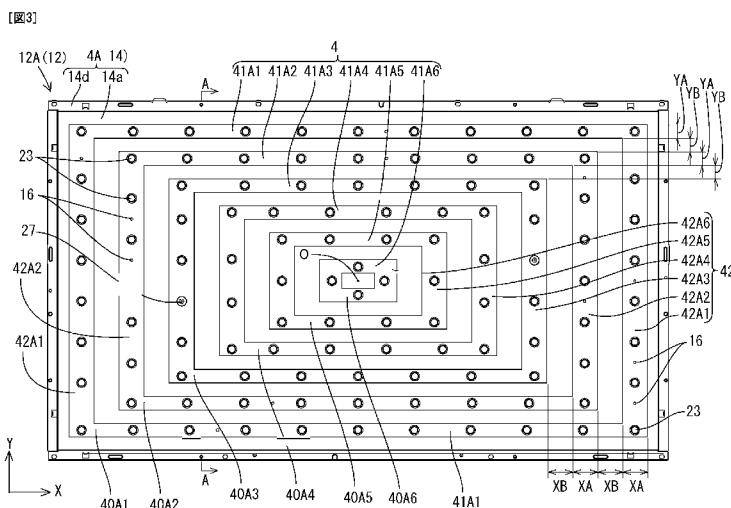 [図3]
12A(12)
4A 14)
14d 14a
A
4
41A1 41A2 41A3 41A4 41A5 41A6
YA YB YA YB
23
16
27
42A2
42A1
O
42A6
42A5
42A4
42A3
42A2
42A1
42
16
23
Y
X
40A1 40A2 A 40A3 40A4 40A5 40A6 41A1
XB XA XB XA